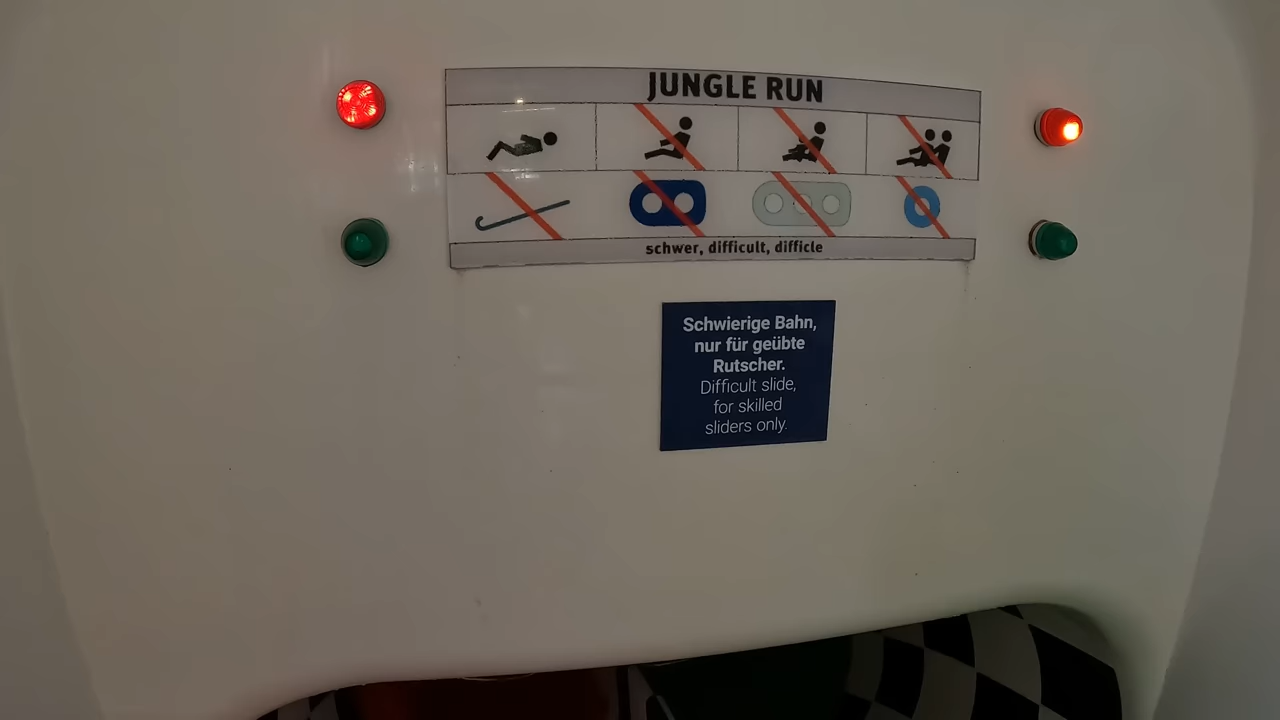 JUNGLE RUN
schwer, difficult, difficle
Schwierige Bahn,
nur für geübte
Rutscher.
Difficult slide,
for skilled
sliders only.